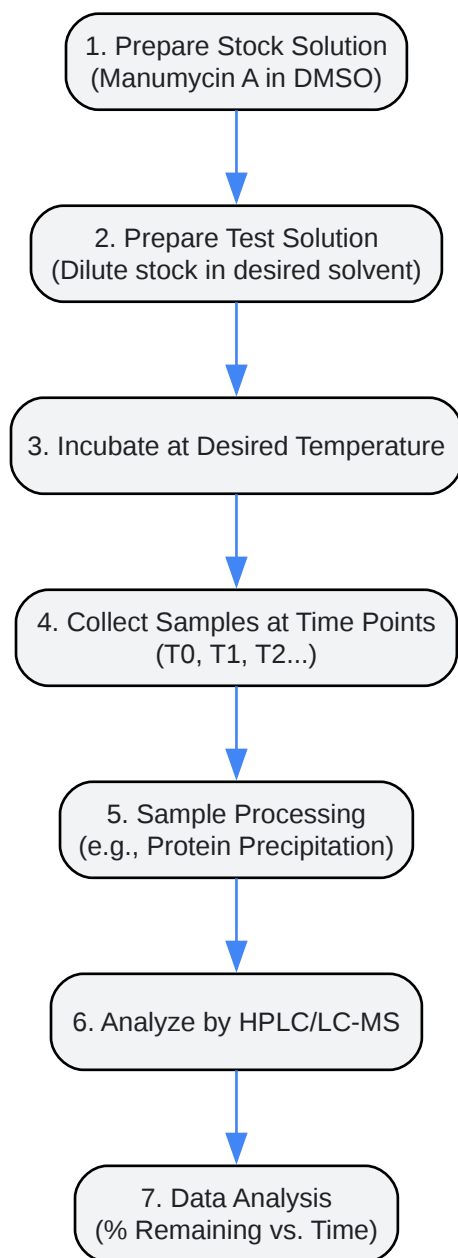 1. Prepare Stock Solution
(Manumycin A in DMSO)
2. Prepare Test Solution
(Dilute stock in desired solvent)
3. Incubate at Desired Temperature
4. Collect Samples at Time Points
(T0, T1, T2...)
5. Sample Processing
(e.g., Protein Precipitation)
6. Analyze by HPLC/LC-MS
7. Data Analysis
(% Remaining vs. Time)